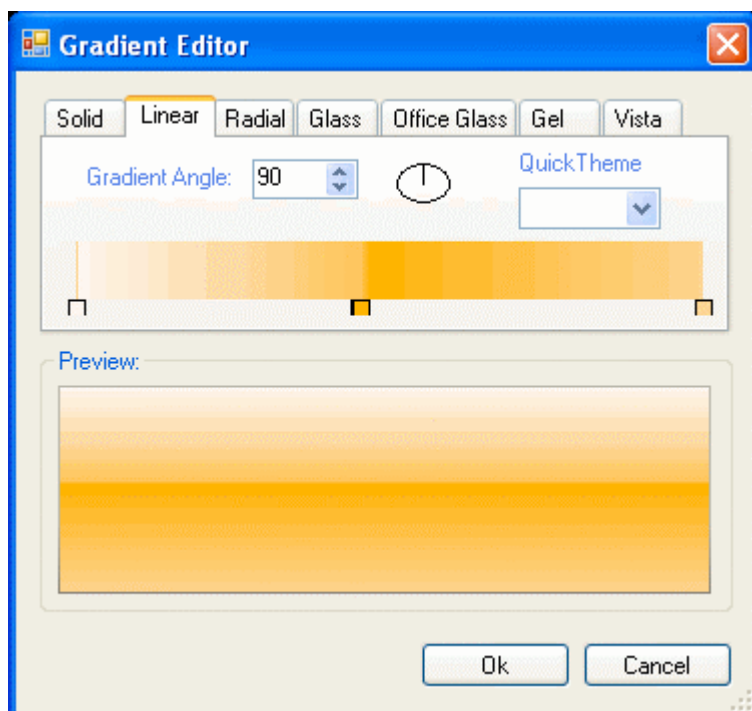 Gradient Editor
Solid Linear Radial Glass Office Glass Gel Vista
Gradient Angle: 90
QuickTheme
Preview:
Ok Cancel